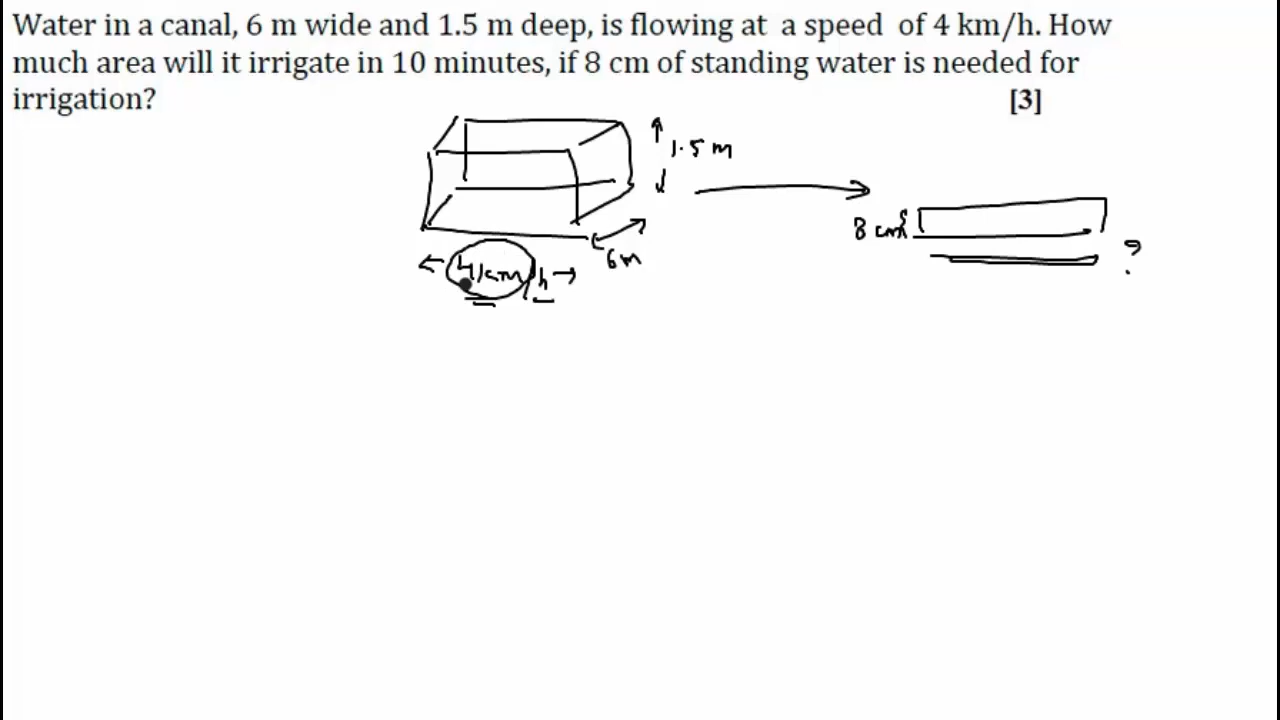 Water in a canal, 6 m wide and 1.5 m deep, is flowing at a speed of 4 km/h. How
much area will it irrigate in 10 minutes, if 8 cm of standing water is needed for
irrigation?
[3]
1.5 m
8 cm
6m
4km/h
?